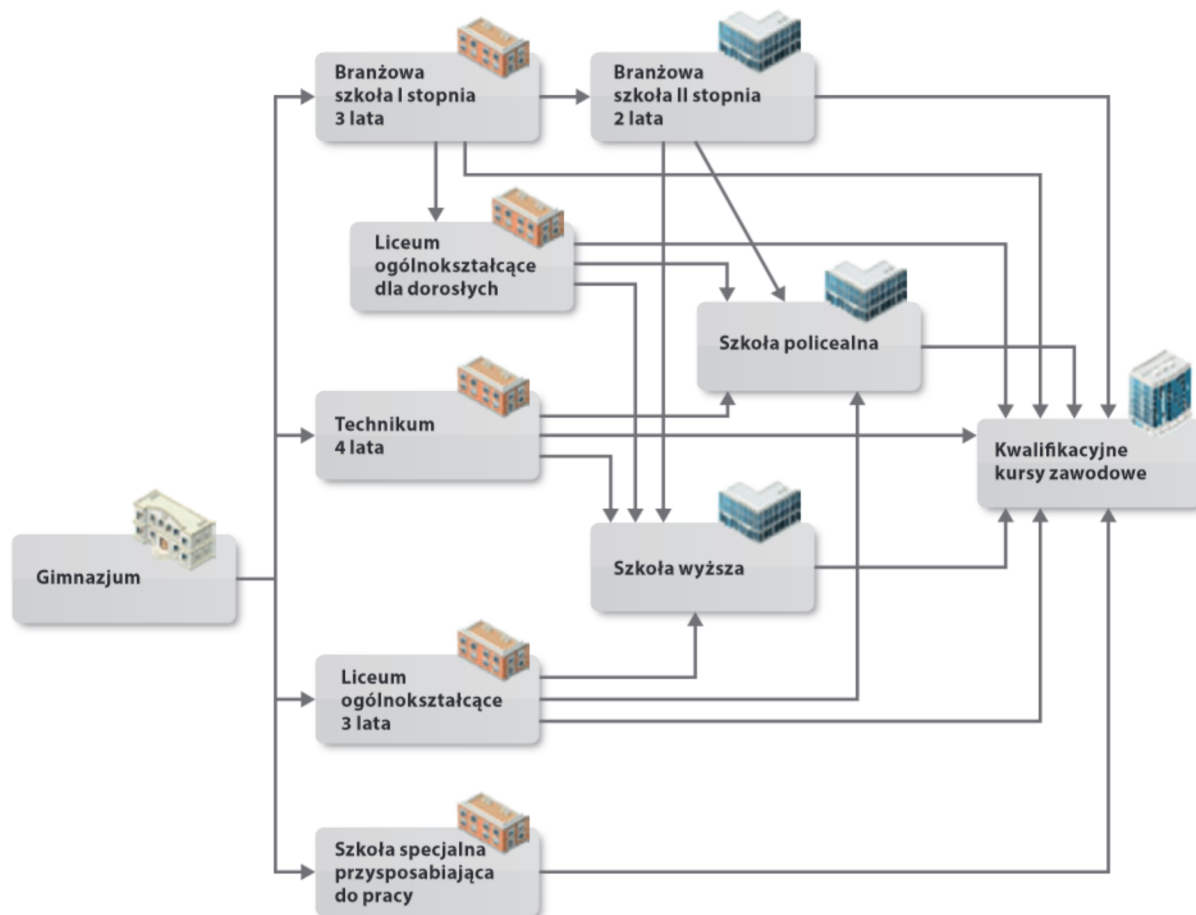 Branżowa
szkoła I stopnia
3 lata
Branżowa
szkoła II stopnia
2 lata
Liceum
ogólnokształcące
dla dorosłych
Szkoła policealna
Technikum
4 lata
Kwalifikacyjne
kursy zawodowe
Gimnazjum
Szkoła wyższa
Liceum
ogólnokształcące
3 lata
Szkoła specjalna
przysposabiająca
do pracy